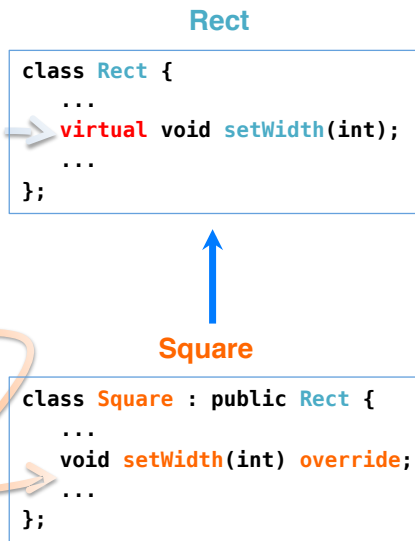 Rect
class Rect {
...
virtual void setWidth(int);
...
};
Square
class Square : public Rect {
...
void setWidth(int) override;
...
};